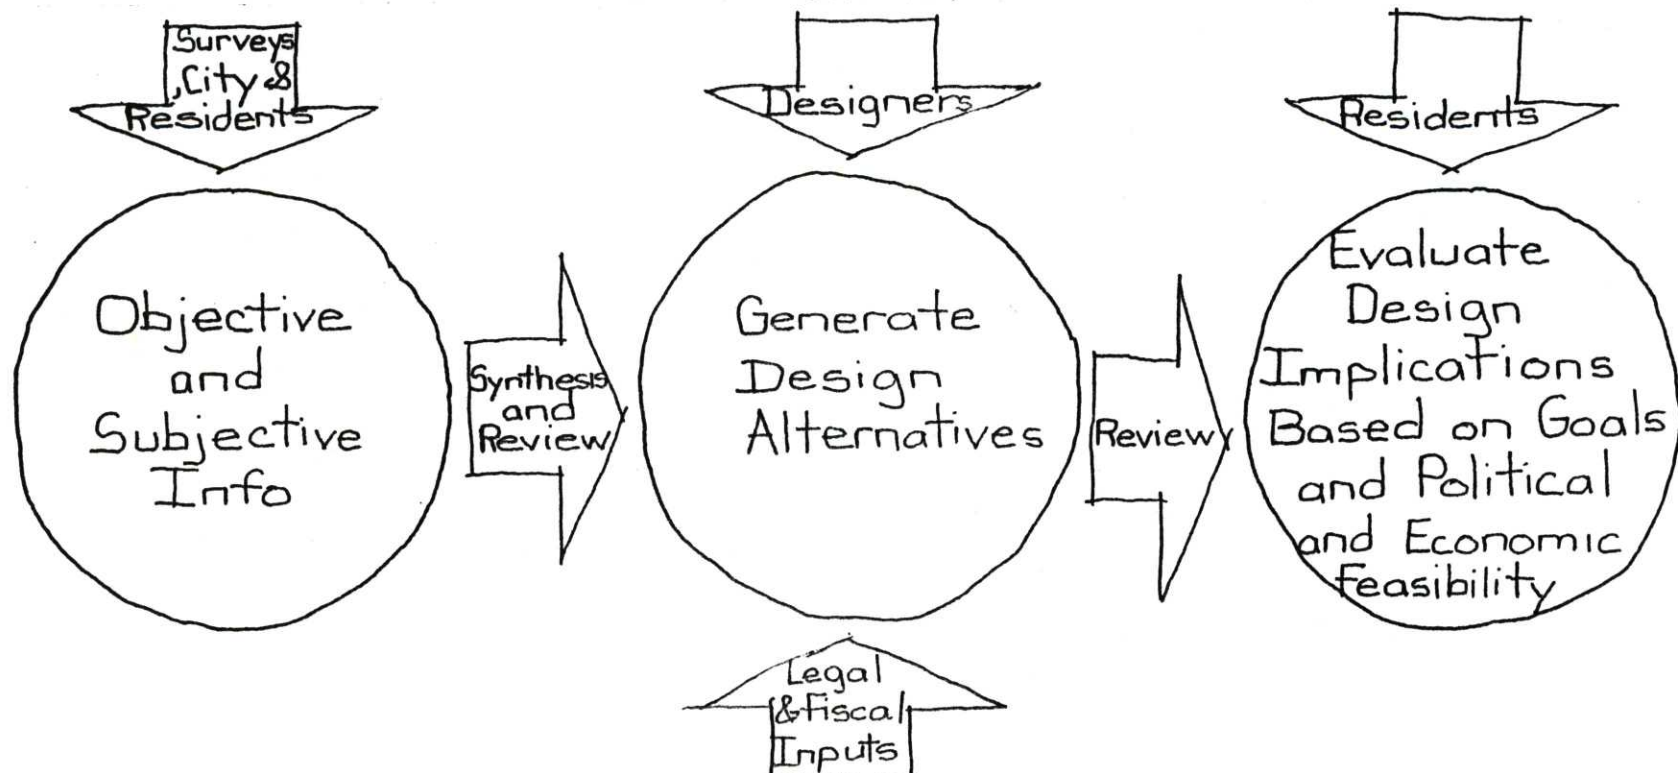 Surveys
,City &
Residents
Designers
Residents
Objective
and
Subjective
Info
Synthesis
and
Review
Generate
Design
Alternatives
Review
Evaluate
Design
Implications
Based on Goals
and Political
and Economic
Feasibility
Legal
& Fiscal
Inputs